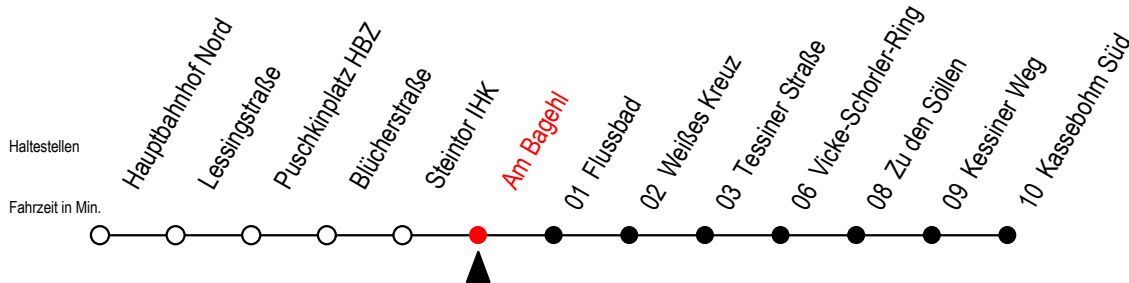 Haltestellen
Fahrzeit in Min.
Hauptbahnhof Nord
Lessingstraße
Puschkinplatz HBZ
Blücherstraße
Steintor IHK
Am Bagehl
01 Flussbad
02 Weißes Kreuz
03 Tessiner Straße
06 Vicke-Schorler-Ring
08 Zu den Söllen
09 Kessiner Weg
10 Kassebohm Süd